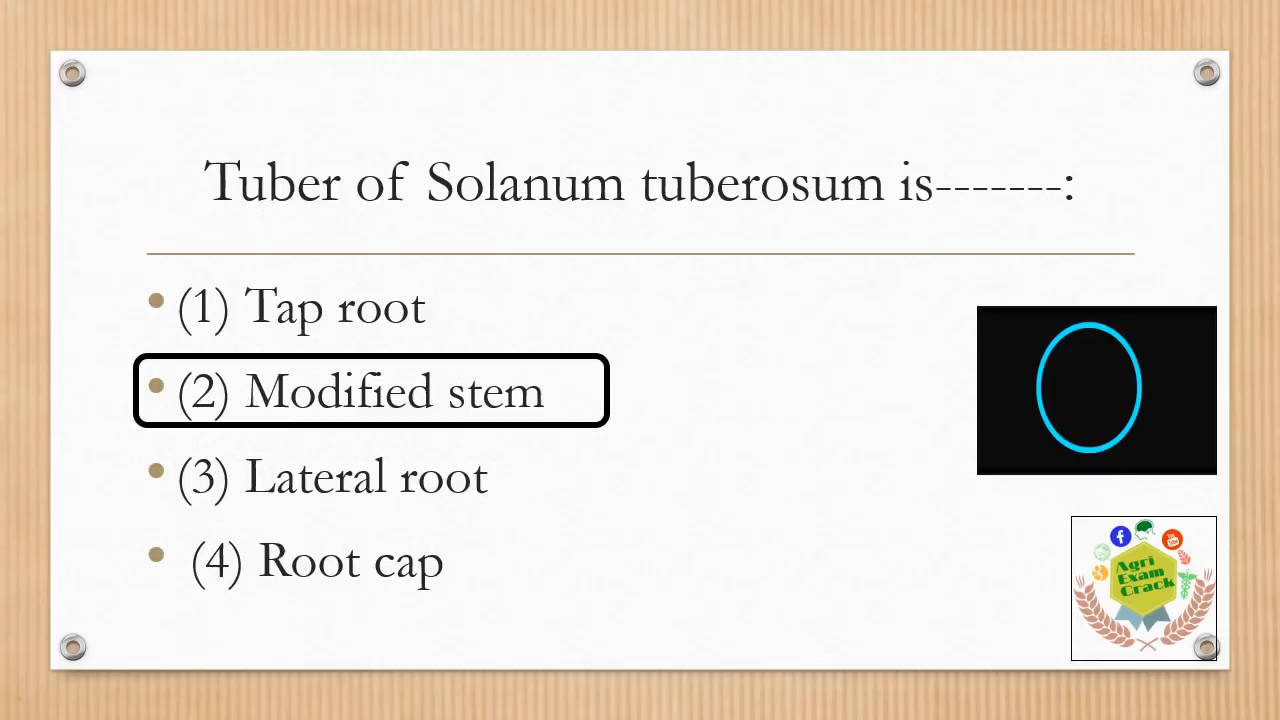 Tuber of Solanum tuberosum is-------:
• (1) Tap root
• (2) Modified stem
• (3) Lateral root
• (4) Root cap
0
Agri
Exam
Crack